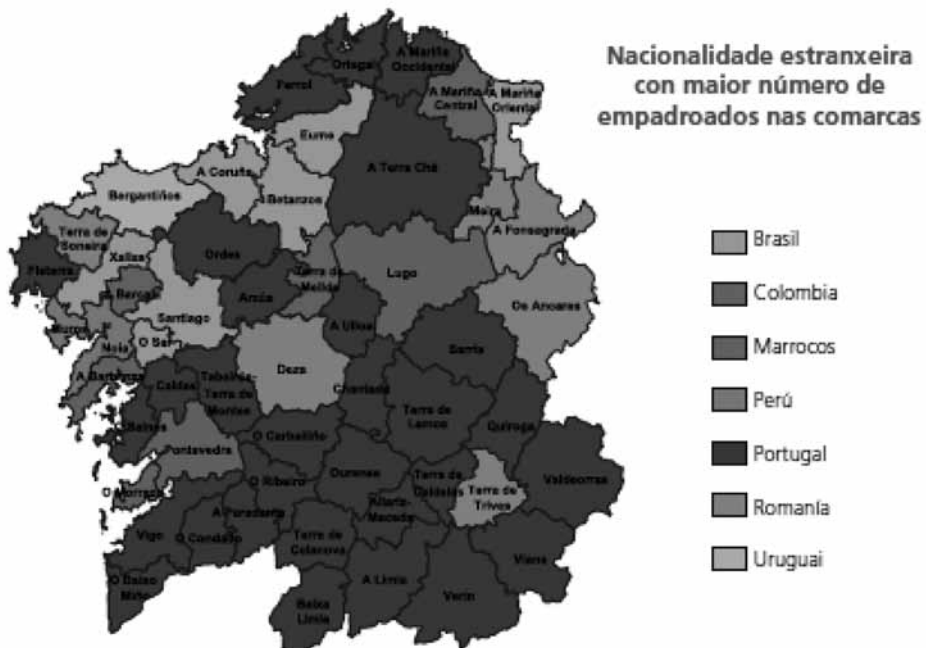 Nacionalidade estranxeira
con maior número de
empadroados nas comarcas
Ortegal
A Mariña
Occidental
Ferrol
A Mariña
Central
A Mariña
Oriental
Eume
A Coruña
A Terra Chá
Bergantiños
Betanzos
Meira
A Fonsagrada
Terra de
Soneira
Ordes
Xallas
Fisterra
Lugo
Terra de
Melide
A Barcala
Arzúa
Os Ancares
Santiago
A Ulloa
Muros
Noia
O Sar
Sarria
Deza
A Barbanza
Caldas
Tabeirós-
Terra de
Montes
Chantada
Terra de
Lemos
Quiroga
O Salnés
O Carballiño
Pontevedra
Ourense
Terra de
Caldelas
Valdeorras
O Morrazo
O Ribeiro
Terra de
Trives
Allariz-
Maceda
A Paradanta
Vigo
O Condado
Terra de
Celanova
Viana
O Baixo
Miño
A Limia
Verín
Baixa
Limia
Brasil
Colombia
Marrocos
Perú
Portugal
Romanía
Uruguai